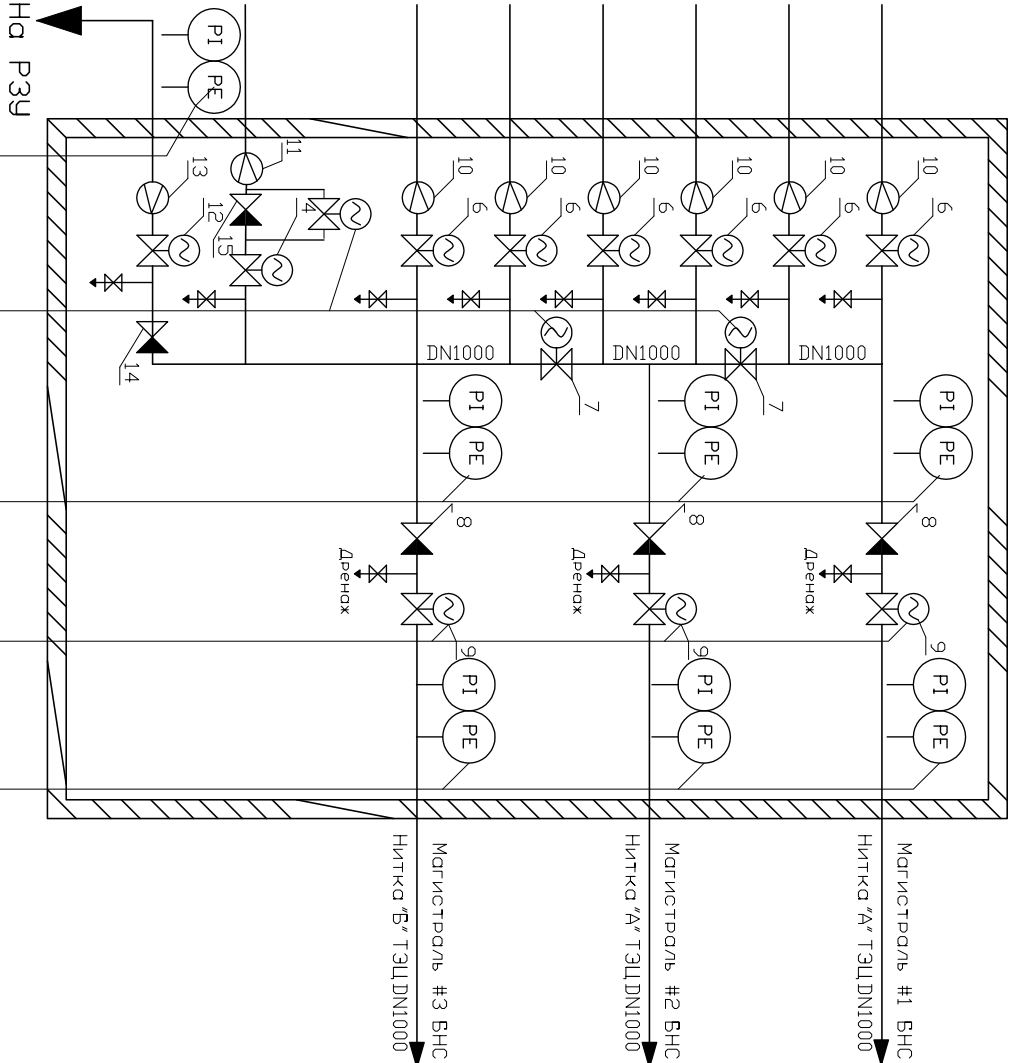 10
6
PI
PE
8
9
PI
PE
Магистраль #1 БНС
Нитка "А" ТЭЦ DN1000
10
6
DN1000
Дренаж
7
10
6
PI
PE
8
9
PI
PE
Магистраль #2 БНС
Нитка "А" ТЭЦ DN1000
10
6
DN1000
Дренаж
7
10
6
10
6
PI
PE
8
9
PI
PE
Магистраль #3 БНС
Нитка "Б" ТЭЦ DN1000
DN1000
Дренаж
4
11
15
PI
PE
12
13
14
На РЗУ